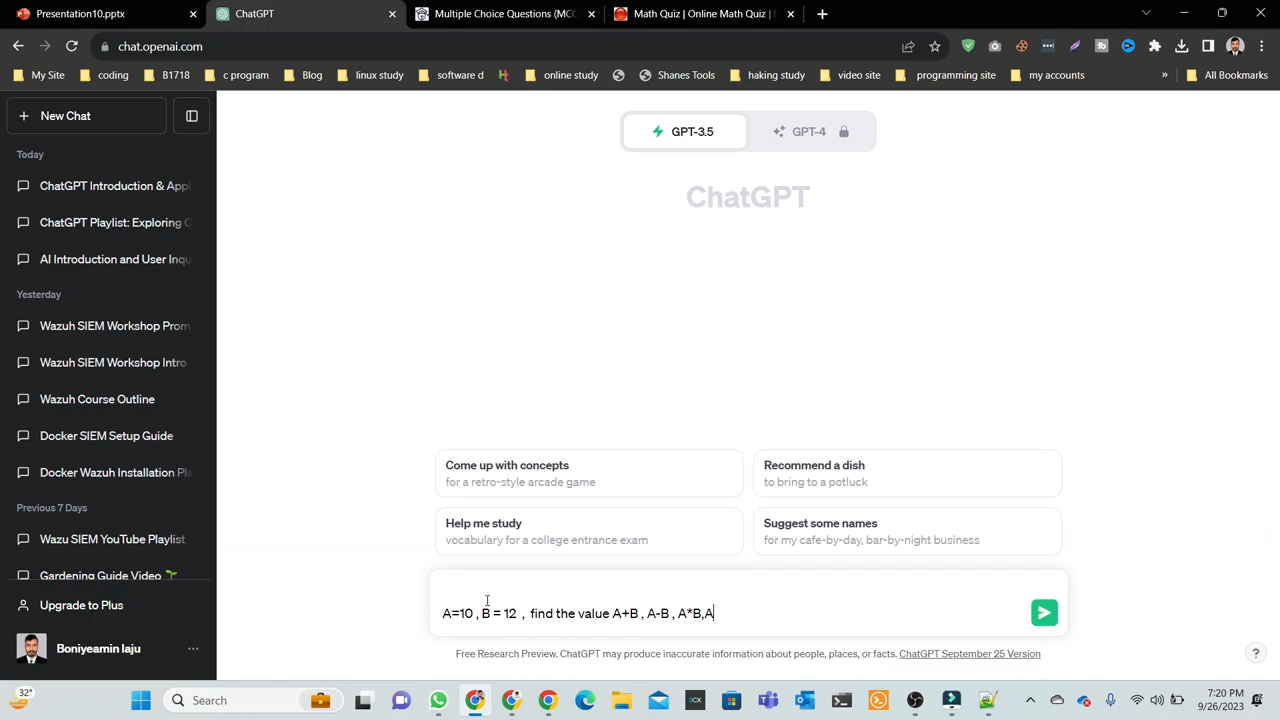 Presentation10.pptx
ChatGPT
Multiple Choice Questions (MCC
Math Quiz | Online Math Quiz |
chat.openai.com
My Site
coding
B1718
c program
Blog
linux study
software d
online study
Shanes Tools
haking study
video site
programing site
my accounts
»
All Bookmarks
New Chat
GPT-3.5
GPT-4
Today
ChatGPT Introduction & Appl
ChatGPT Playlist: Exploring C
AI Introduction and User Inqu
Yesterday
Wazuh SIEM Workshop Prom
Wazuh SIEM Workshop Intro
Wazuh Course Outline
Docker SIEM Setup Guide
Docker Wazuh Installation Pla
Previous 7 Days
Wazu SIEM YouTube Playlist
Gardening Guide Video
Upgrade to Plus
Boniyeamin laju
ChatGPT
Come up with concepts
for a retro-style arcade game
Recommend a dish
to bring to a potluck
Help me study
vocabulary for a college entrance exam
Suggest some names
for my cafe-by-day, bar-by-night business
A=10 , B = 12 , find the value A+B , A-B , A*B,A
Free Research Preview. ChatGPT may produce inaccurate information about people, places, or facts. ChatGPT September 25 Version
?
32°
Search
7:20 PM
9/26/2023